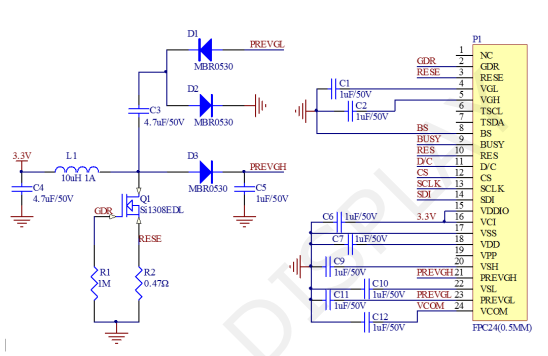 D1
PREVGL
MBR0530
D2
MBR0530
C3
4.7uF/50V
3.3V
L1
10uH 1A
D3
PREVGH
MBR0530
C4
4.7uF/50V
C5
1uF/50V
Q1
Si1308EDL
GDR
RESE
R1
1M
R2
0.47Ω
P1
1 NC
GDR 2 GDR
RESE 3 RESE
C1 4 VGL
1uF/50V
5 VGH
C2 6 TSCL
1uF/50V
7 TSDA
BS 8 BS
BUSY 9 BUSY
RES 10 RES
D/C 11 D/C
CS 12 CS
SCLK 13 SCLK
SDI 14 SDI
15 VDDIO
C6 1uF/50V 3.3V 16 VCI
17 VSS
C7 1uF/50V 18 VDD
19 VPP
C9 20 VSH
1uF/50V PREVGH 21 PREVGH
C10 22 VSL
C11 1uF/50V PREVGL 23 PREVGL
1uF/50V VCOM 24 VCOM
C12
1uF/50V
FPC24(0.5MM)
DISPLAY